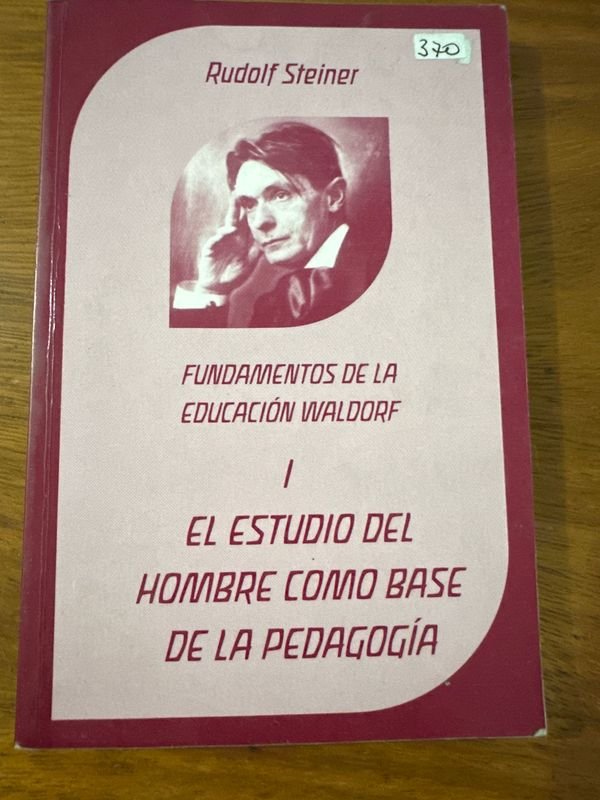 370
Rudolf Steiner
FUNDAMENTOS DE LA
EDUCACIÓN WALDORF
I
EL ESTUDIO DEL
HOMBRE COMO BASE
DE LA PEDAGOGÍA